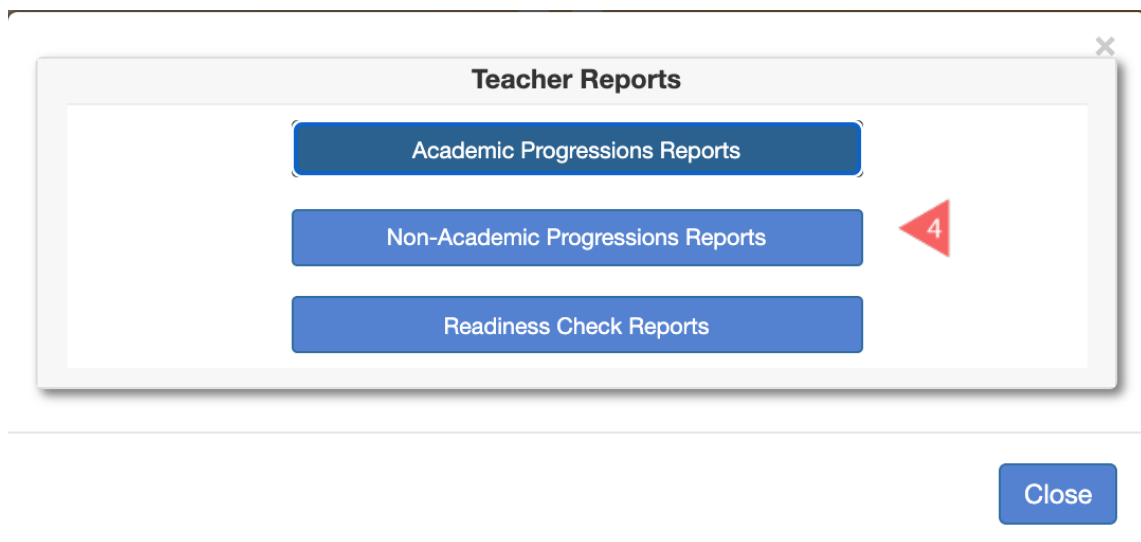 ×
Teacher Reports
Academic Progressions Reports
Non-Academic Progressions Reports
4
Readiness Check Reports
Close